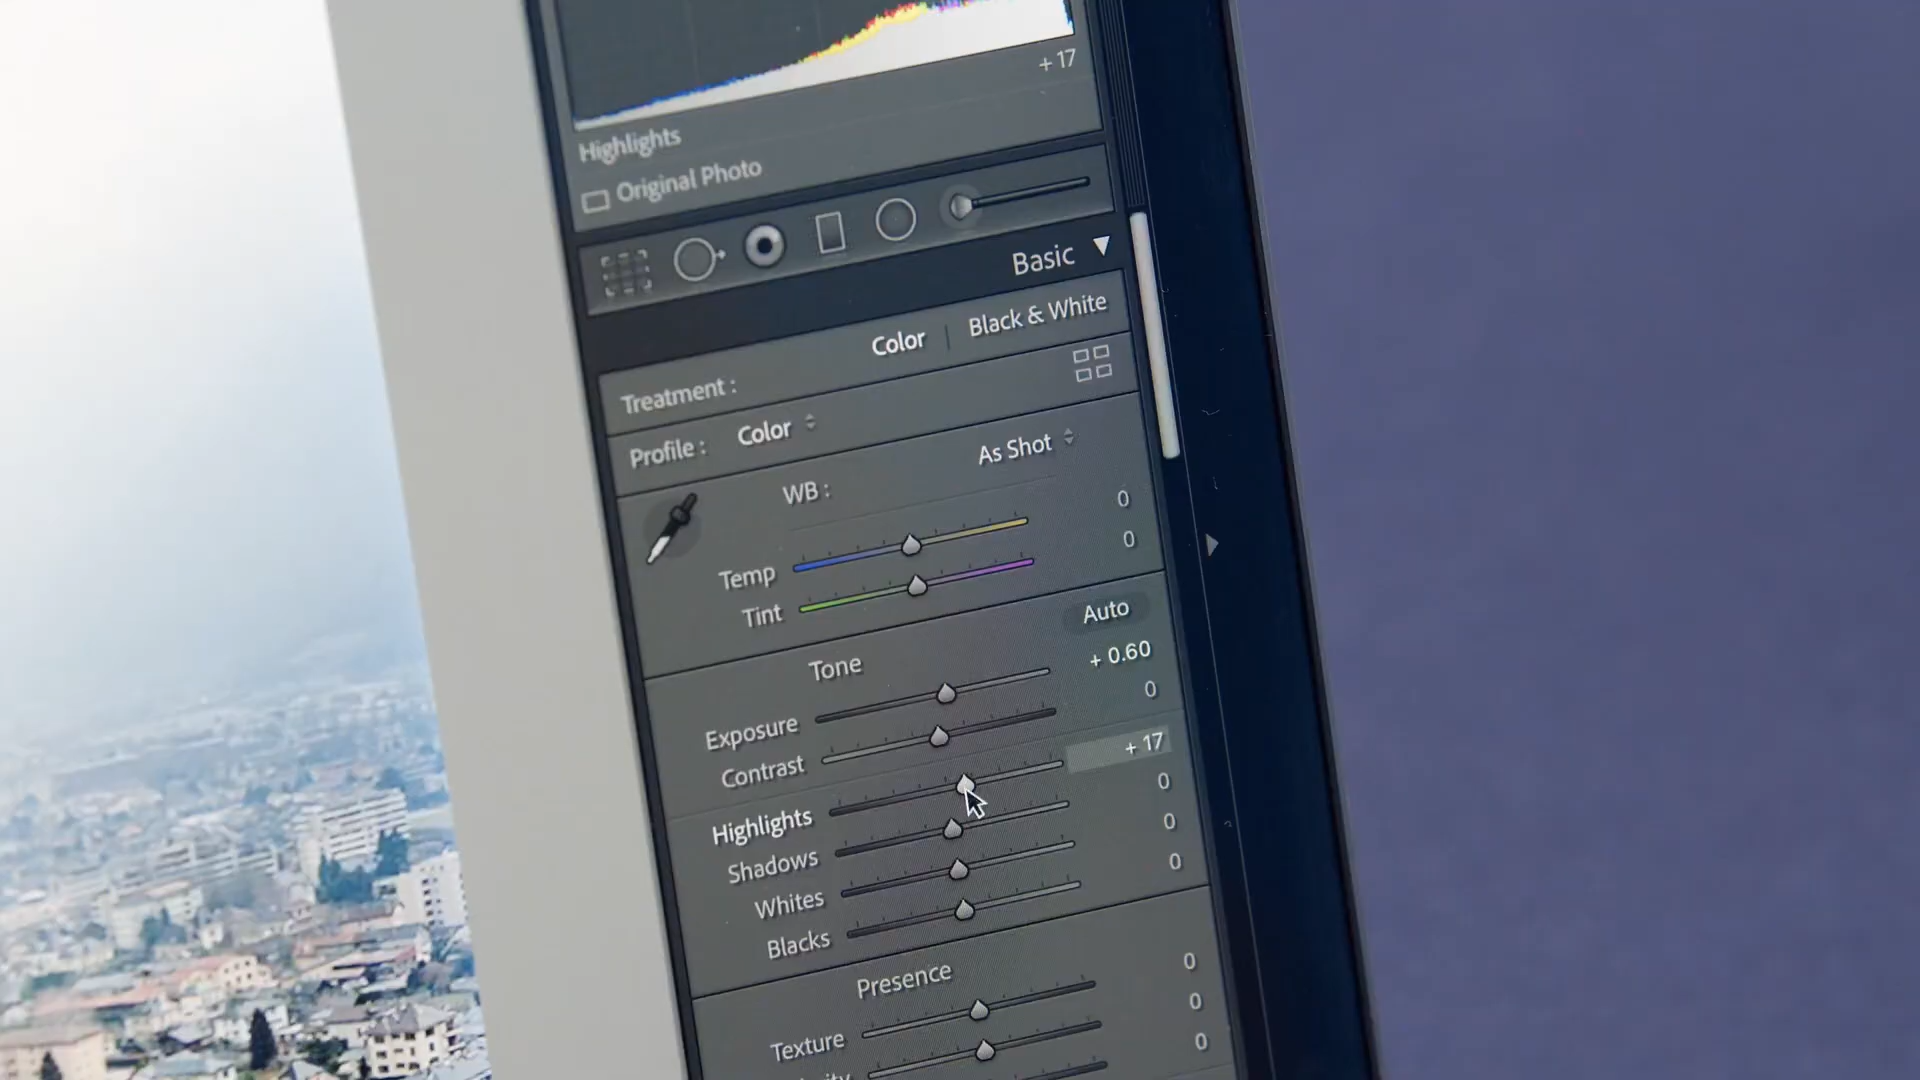 + 17
Highlights
Original Photo
Basic
Treatment : Color | Black & White
Profile : Color
WB : As Shot
Temp 0
Tint 0
Tone Auto
Exposure + 0.60
Contrast 0
Highlights + 17
Shadows 0
Whites 0
Blacks 0
Presence
Texture 0
0
0